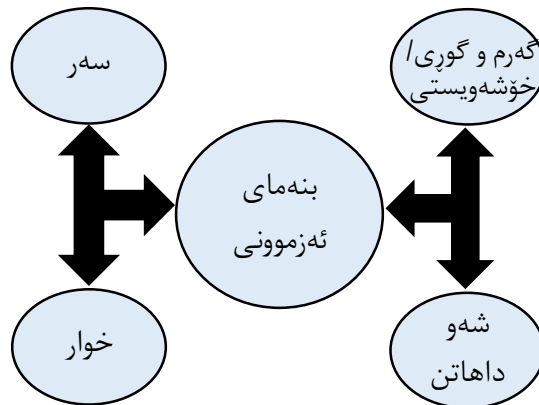 گەرم و گوڕی/
خۆشەویستی
سەر
بنەمای
ئەزموونی
شەو
داهاتن
خوار